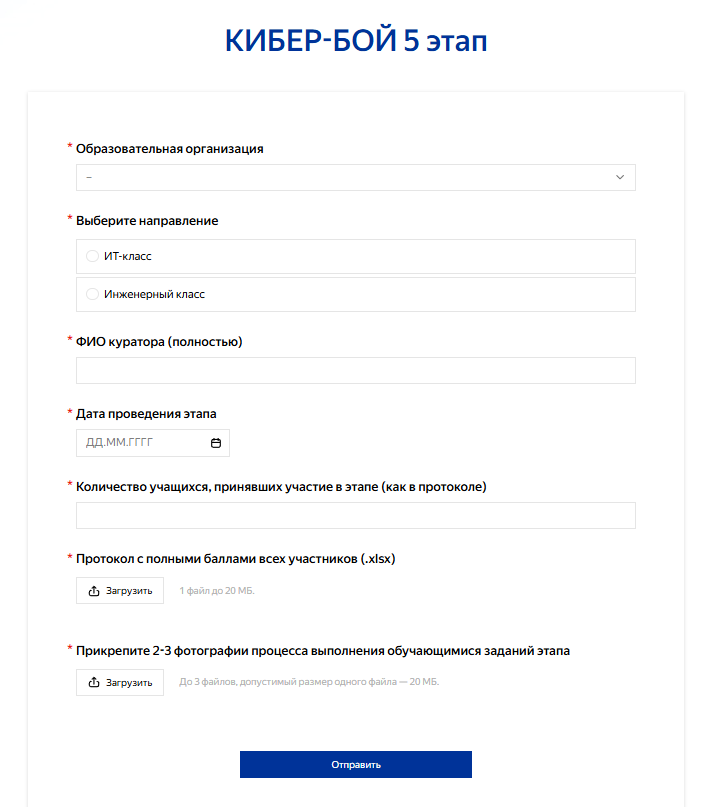 КИБЕР-БОЙ 5 этап
* Образовательная организация
–
* Выберите направление
ИТ-класс
Инженерный класс
* ФИО куратора (полностью)
* Дата проведения этапа
ДД.ММ.ГГГГ
* Количество учащихся, принявших участие в этапе (как в протоколе)
* Протокол с полными баллами всех участников (.xlsx)
Загрузить 1 файл до 20 МБ.
* Прикрепите 2-3 фотографии процесса выполнения обучающимися заданий этапа
Загрузить До 3 файлов, допустимый размер одного файла — 20 МБ.
Отправить